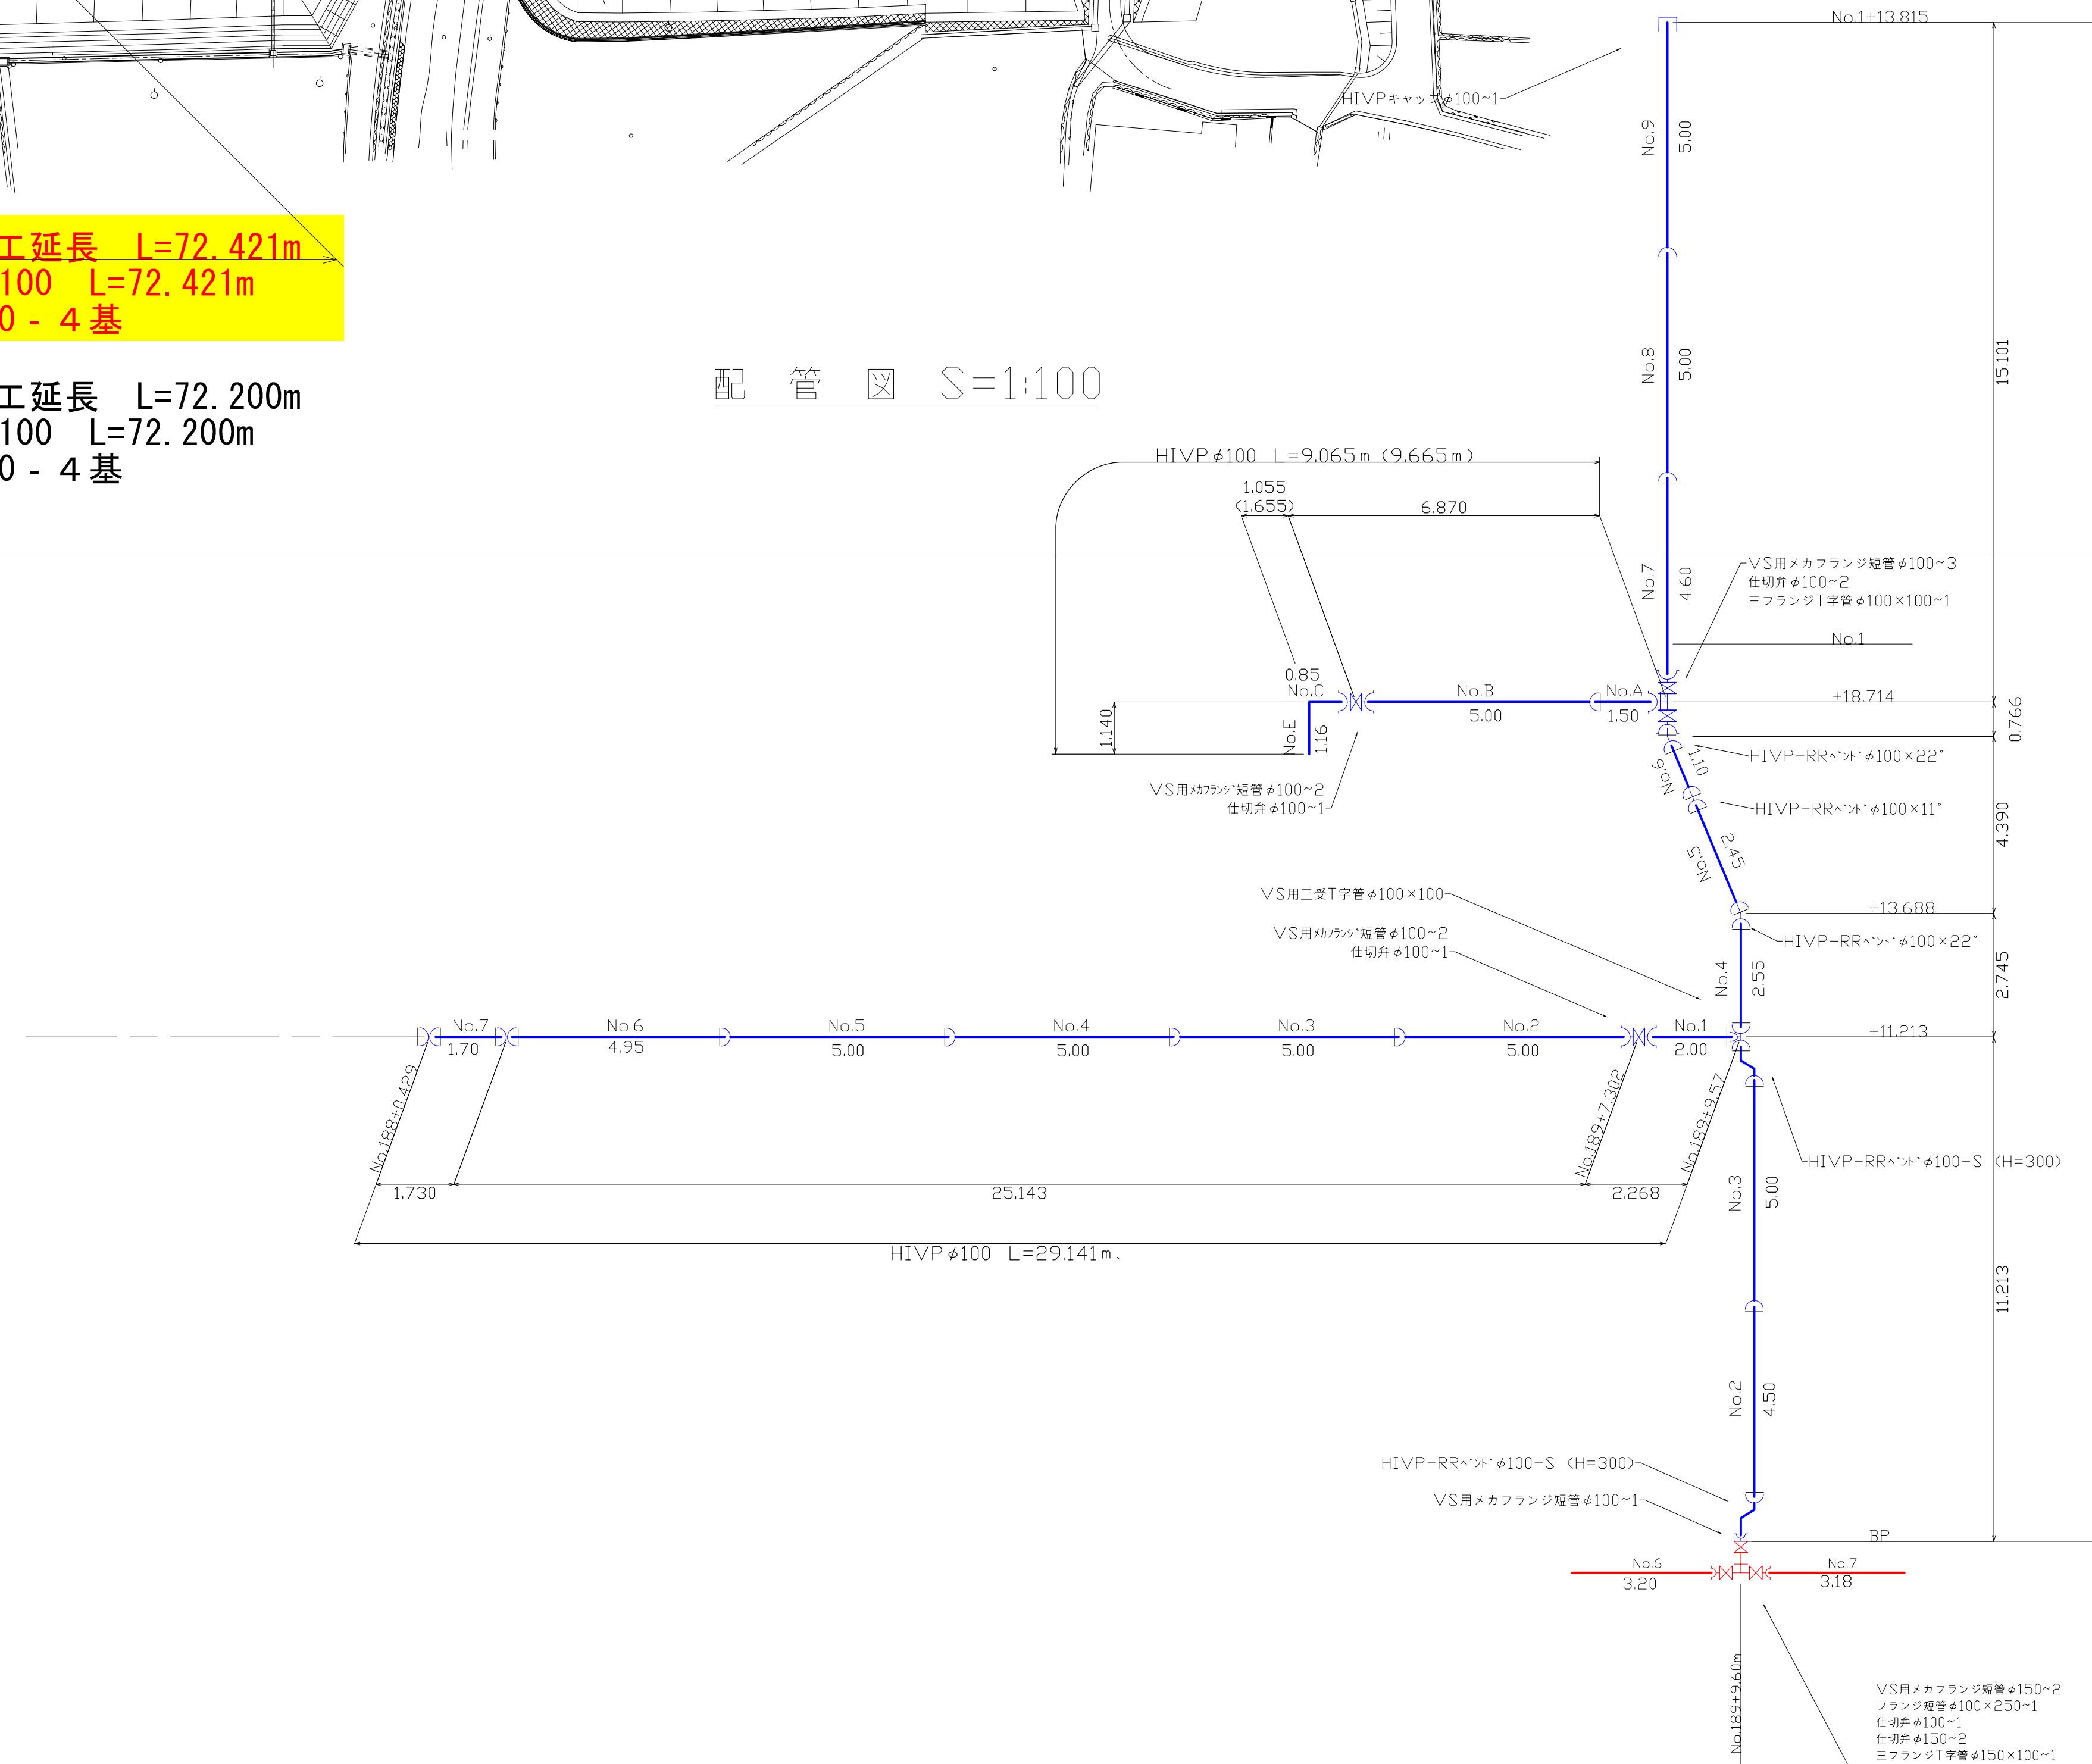 No.1+13.815
HIVPキャップφ100~1
No.9
5.00
工延長 L=72.421m
100 L=72.421m
0-4基
工延長 L=72.200m
100 L=72.200m
0-4基
配 管 図 S=1:100
No.8
5.00
15.101
HIVPφ100 L=9.065m (9.665m)
1.055
(1.655)
6.870
No.7
4.60
VS用メカフランジ短管φ100~3
仕切弁φ100~2
三フランジT字管φ100×100~1
No.1
0.85
No.C
No.B
5.00
No.A
1.50
+18.714
0.766
1.140
No.E
1.16
VS用メカフランジ短管φ100~2
仕切弁φ100~1
1.10
No.6
HIVP-RRベンドφ100×22°
HIVP-RRベンドφ100×11°
4.390
2.45
No.5
VS用三受T字管φ100×100
VS用メカフランジ短管φ100~2
仕切弁φ100~1
+13.688
HIVP-RRベンドφ100×22°
No.4
2.55
2.745
No.7
1.70
No.6
4.95
No.5
5.00
No.4
5.00
No.3
5.00
No.2
5.00
No.1
2.00
+11.213
No.188+0.429
No.189+7.302
No.189+9.57
1.730
25.143
2.268
HIVPφ100 L=29.141m、
HIVP-RRベンドφ100-S (H=300)
No.3
5.00
11.213
No.2
4.50
HIVP-RRベンドφ100-S (H=300)
VS用メカフランジ短管φ100~1
BP
No.6
3.20
No.7
3.18
No.189+9.60m
VS用メカフランジ短管φ150~2
フランジ短管φ100×250~1
仕切弁φ100~1
仕切弁φ150~2
三フランジT字管φ150×100~1